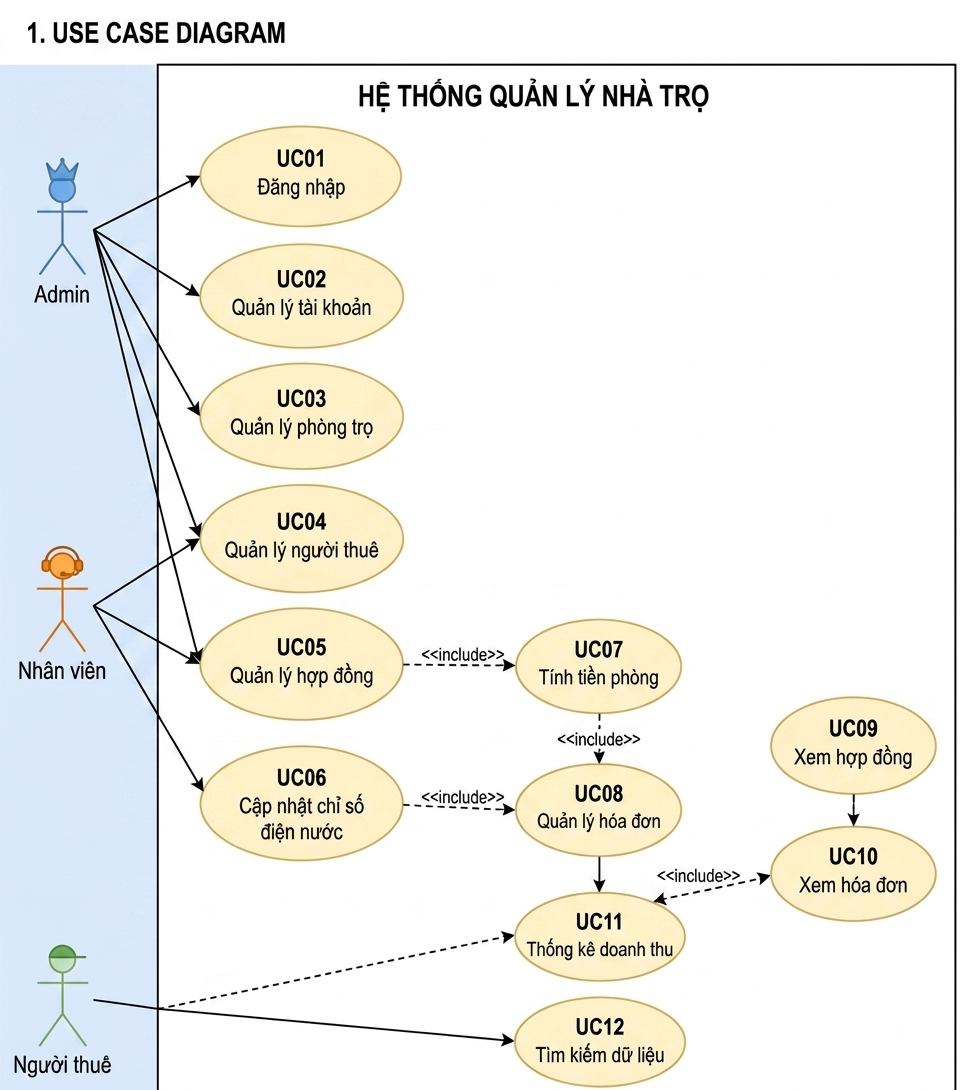 1. USE CASE DIAGRAM
HỆ THỐNG QUẢN LÝ NHÀ TRỌ
UC01
Đăng nhập
Admin
UC02
Quản lý tài khoản
UC03
Quản lý phòng trọ
UC04
Quản lý người thuê
Nhân viên
UC05
Quản lý hợp đồng
<<include>>
UC07
Tính tiền phòng
<<include>>
UC09
Xem hợp đồng
UC06
Cập nhật chỉ số
điện nước
<<include>>
UC08
Quản lý hóa đơn
UC10
Xem hóa đơn
<<include>>
UC11
Thống kê doanh thu
UC12
Tìm kiếm dữ liệu
Người thuê